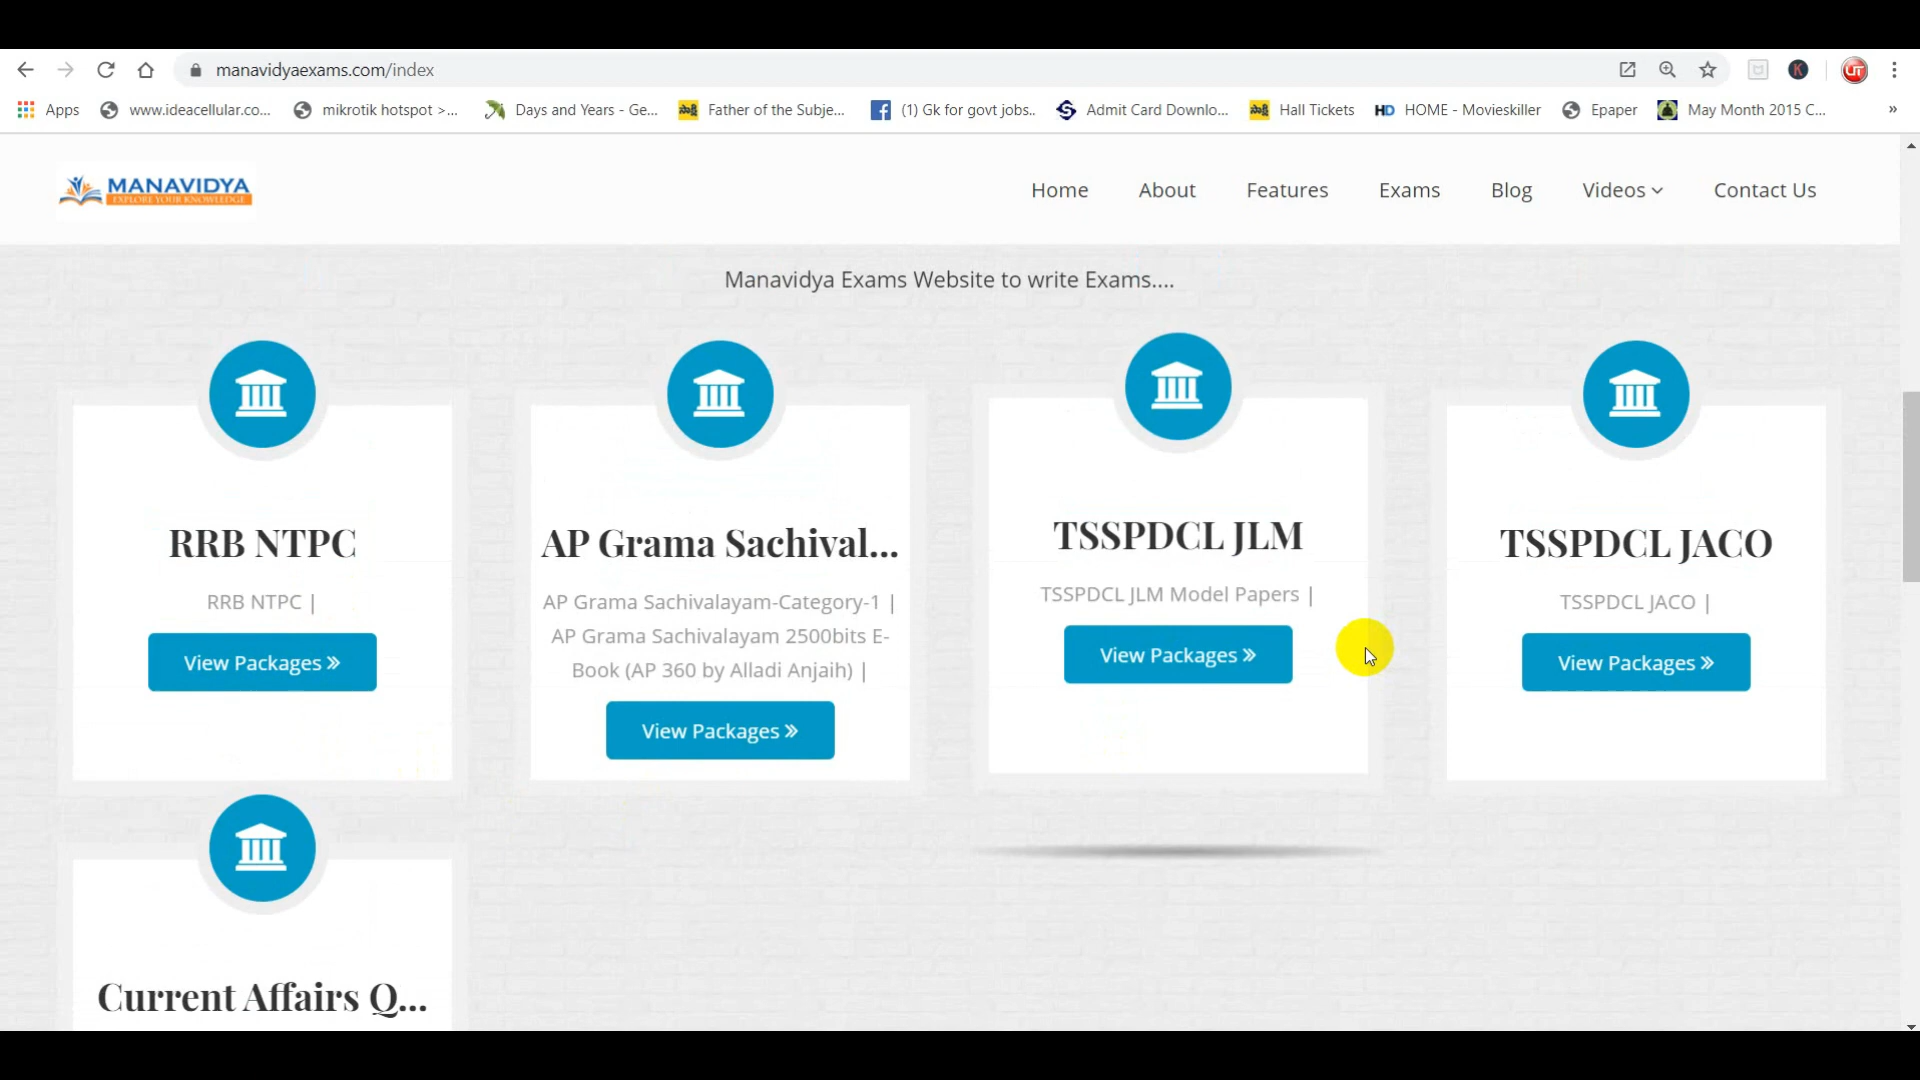 manavidyaexams.com/index
Apps
www.ideacellular.co...
mikrotik hotspot >...
Days and Years - Ge...
Father of the Subje...
(1) Gk for govt jobs..
Admit Card Downlo...
Hall Tickets
HD HOME - Movieskiller
Epaper
May Month 2015 C...
MANAVIDYA
EXPLORE YOUR KNOWLEDGE
Home
About
Features
Exams
Blog
Videos
Contact Us
Manavidya Exams Website to write Exams....
RRB NTPC
RRB NTPC |
View Packages »
AP Grama Sachival...
AP Grama Sachivalayam-Category-1 |
AP Grama Sachivalayam 2500bits E-
Book (AP 360 by Alladi Anjaih) |
View Packages »
TSSPDCL JLM
TSSPDCL JLM Model Papers |
View Packages »
TSSPDCL JACO
TSSPDCL JACO |
View Packages »
Current Affairs Q...